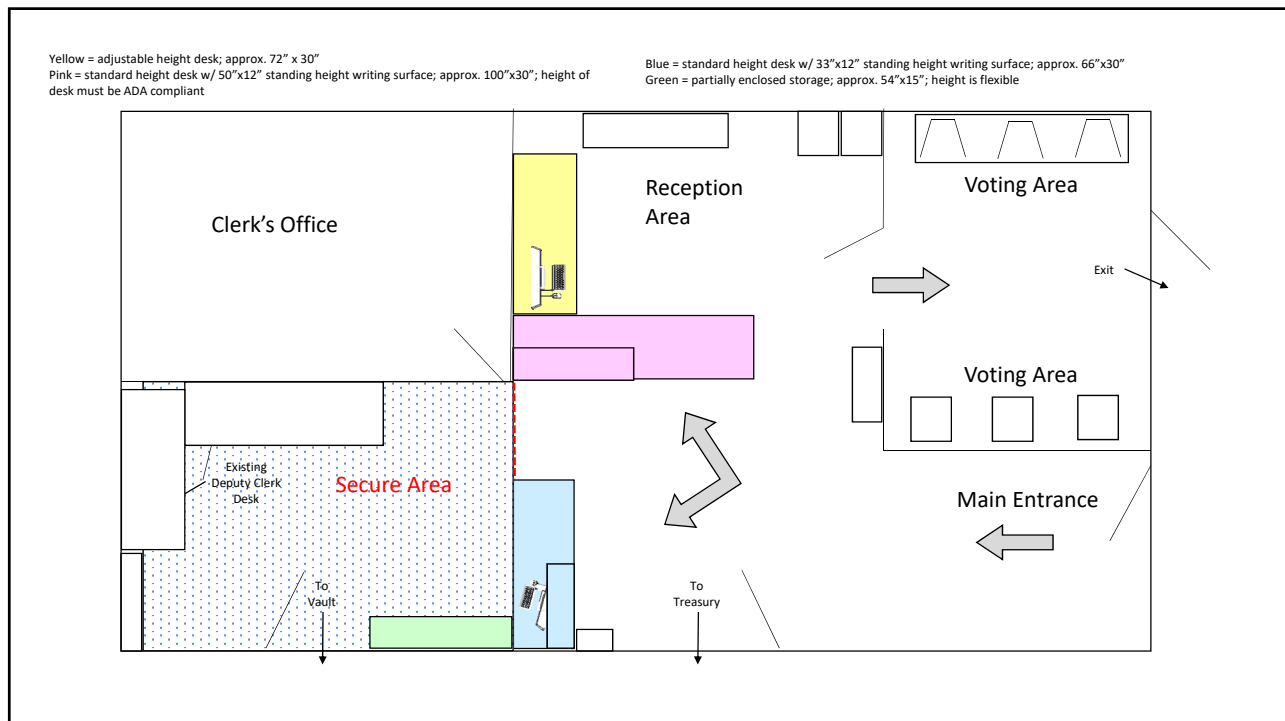 Yellow = adjustable height desk; approx. 72” x 30”
Pink = standard height desk w/ 50”x12” standing height writing surface; approx. 100”x30”; height of
desk must be ADA compliant
Blue = standard height desk w/ 33”x12” standing height writing surface; approx. 66”x30”
Green = partially enclosed storage; approx. 54”x15”; height is flexible
Clerk’s Office
Reception
Area
Voting Area
Exit
Voting Area
Existing
Deputy Clerk
Desk
Secure Area
Main Entrance
To
Vault
To
Treasury